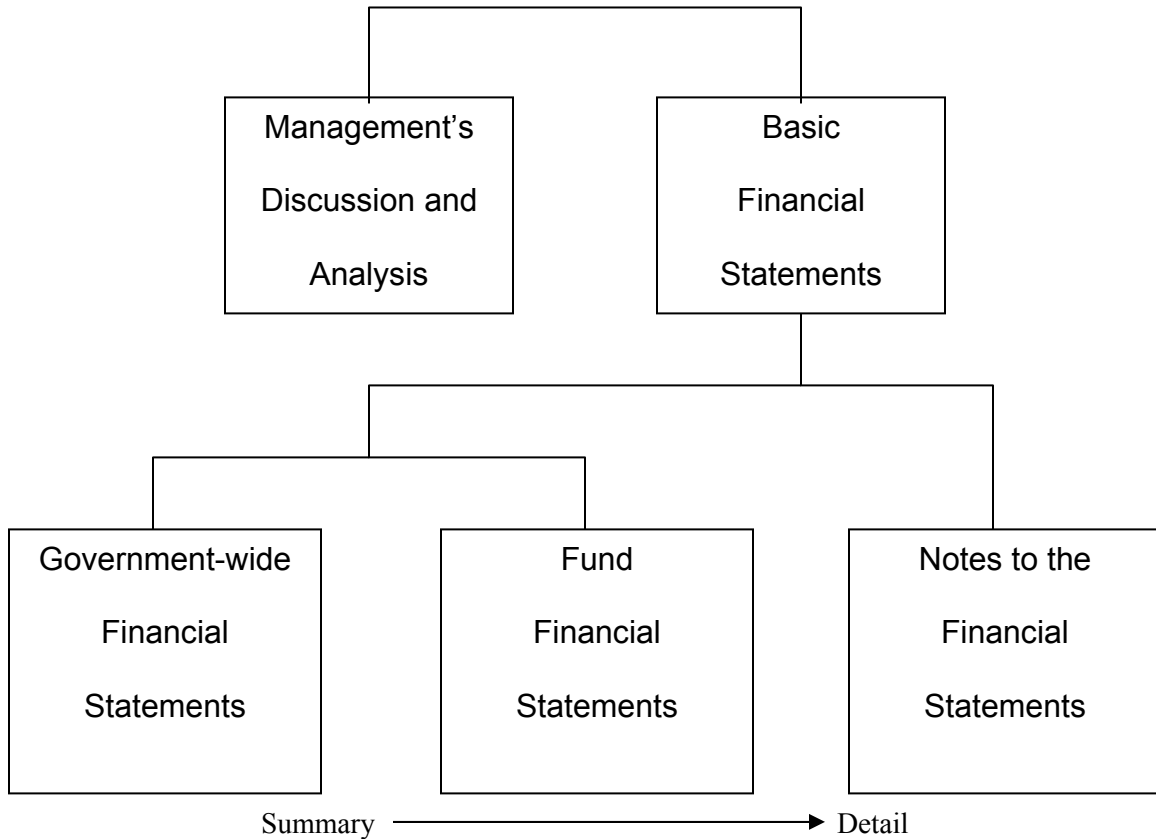 Management’s
Discussion and
Analysis
Basic
Financial
Statements
Government-wide
Financial
Statements
Fund
Financial
Statements
Notes to the
Financial
Statements
Summary
Detail